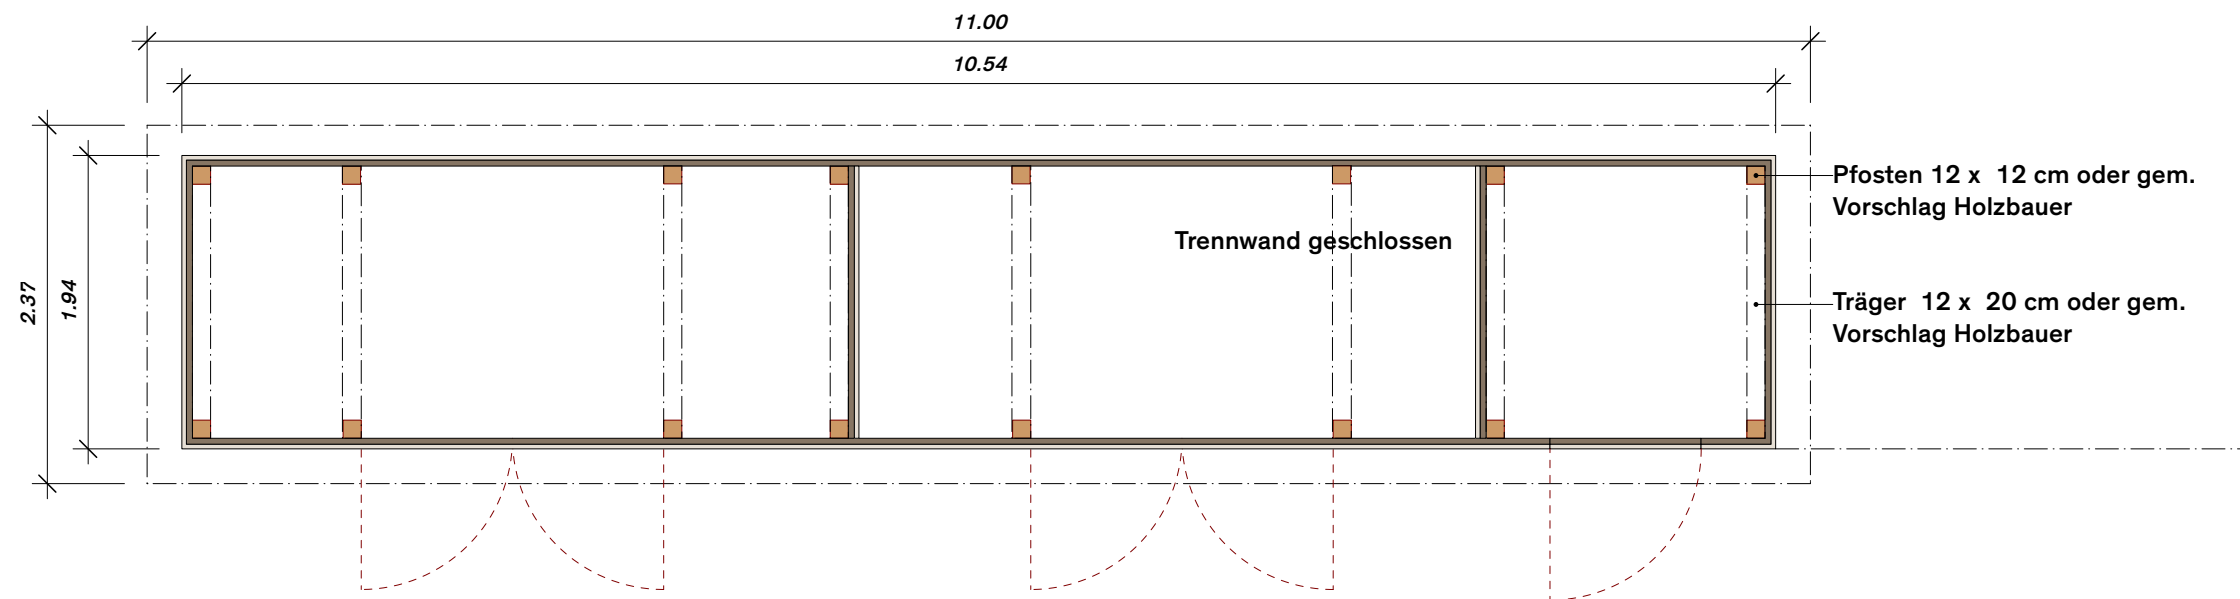 11.00
10.54
Pfosten 12 x  12 cm oder gem.
Vorschlag Holzbauer
Trennwand geschlossen
2.37
1.94
Träger  12 x  20 cm oder gem.
Vorschlag Holzbauer